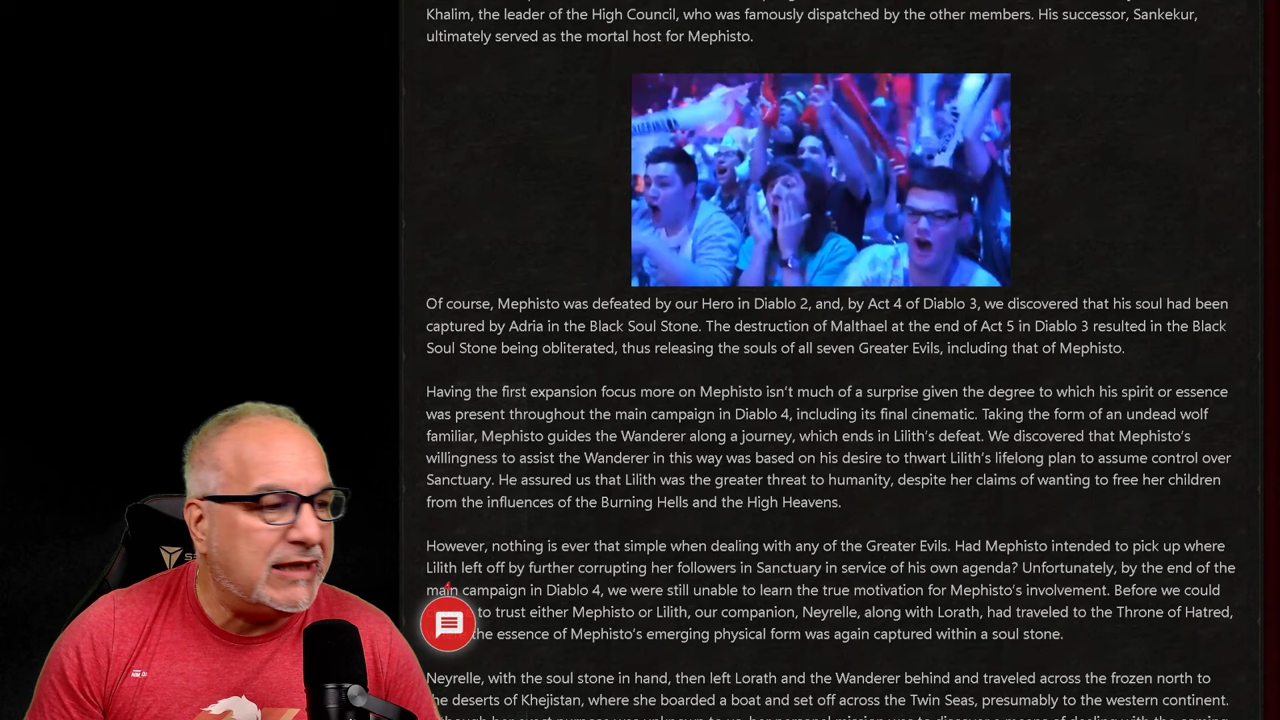 Khalim, the leader of the High Council, who was famously dispatched by the other members. His successor, Sankekur,
ultimately served as the mortal host for Mephisto.
Of course, Mephisto was defeated by our Hero in Diablo 2, and, by Act 4 of Diablo 3, we discovered that his soul had been
captured by Adria in the Black Soul Stone. The destruction of Malthael at the end of Act 5 in Diablo 3 resulted in the Black
Soul Stone being obliterated, thus releasing the souls of all seven Greater Evils, including that of Mephisto.
Having the first expansion focus more on Mephisto isn't much of a surprise given the degree to which his spirit or essence
was present throughout the main campaign in Diablo 4, including its final cinematic. Taking the form of an undead wolf
familiar, Mephisto guides the Wanderer along a journey, which ends in Lilith's defeat. We discovered that Mephisto's
willingness to assist the Wanderer in this way was based on his desire to thwart Lilith's lifelong plan to assume control over
Sanctuary. He assured us that Lilith was the greater threat to humanity, despite her claims of wanting to free her children
from the influences of the Burning Hells and the High Heavens.
However, nothing is ever that simple when dealing with any of the Greater Evils. Had Mephisto intended to pick up where
Lilith left off by further corrupting her followers in Sanctuary in service of his own agenda? Unfortunately, by the end of the
main campaign in Diablo 4, we were still unable to learn the true motivation for Mephisto's involvement. Before we could
to trust either Mephisto or Lilith, our companion, Neyrelle, along with Lorath, had traveled to the Throne of Hatred,
the essence of Mephisto's emerging physical form was again captured within a soul stone.
Neyrelle, with the soul stone in hand, then left Lorath and the Wanderer behind and traveled across the frozen north to
the deserts of Khejistan, where she boarded a boat and set off across the Twin Seas, presumably to the western continent.